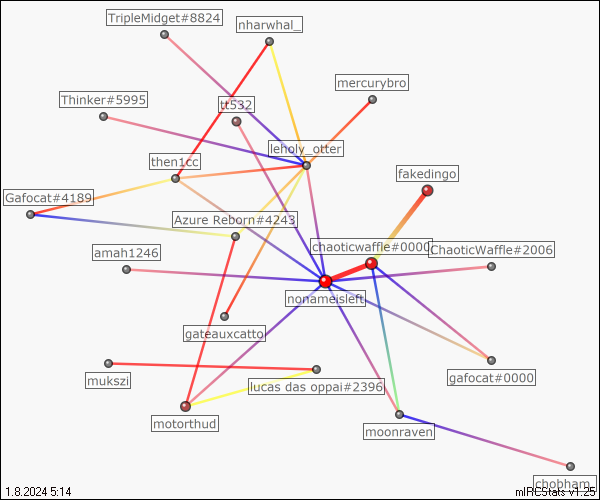 TripleMidget#8824
nharwhal_
mercurybro
Thinker#5995
tt532
leholy_otter
then1cc
fakedingo
Gafocat#4189
Azure Reborn#4243
chaoticwaffle#0000
ChaoticWaffle#2006
amah1246
nonameisleft
gateauxcatto
mukszi
lucas das oppai#2396
gafocat#0000
motorthud
moonraven
chobham_
1.8.2024 5:14
mIRCStats v1.25